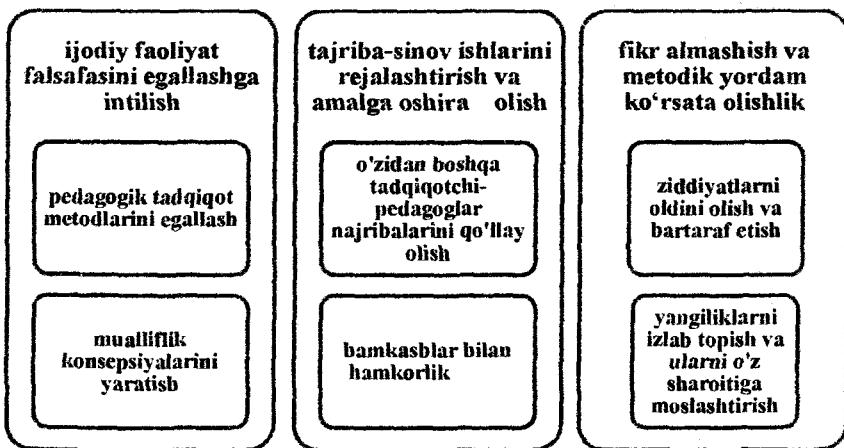 ijodiy faoliyat
falsafasini egallashga
intilish
pedagogik tadqiqot
metodlarini egallash
mualliflik
konsepsiyalarini
yaratisb
tajriba-sinov ishlarini
rejalashtirish va
amalga oshira olish
o'zidan boshqa
tadqiqotchi-
pedagoglar
najribalarini qo'llay
olish
bamkasblar bilan
hamkorlik
fikr almashish va
metodik yordam
ko‘rsata olishlik
ziddiyatlarni
oldini olish va
bartaraf etish
yangiliklarni
izlab topish va
ularni o'z
sharoitiga
moslashtirish